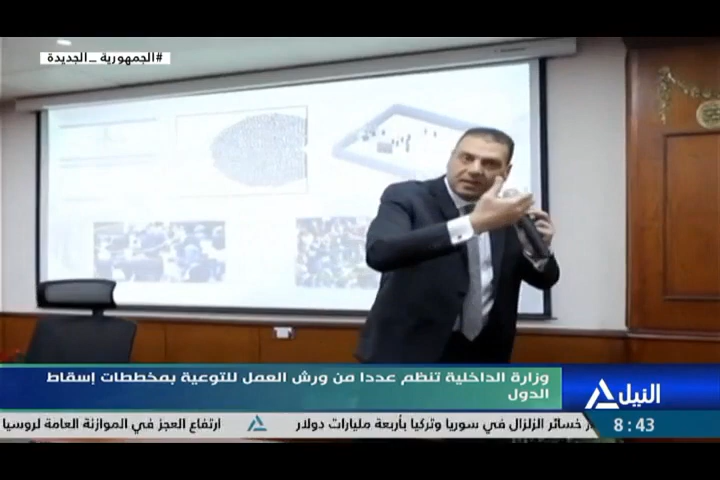 #الجمهورية_الجديدة
وزارة الداخلية تنظم عددا من ورش العمل للتوعية بمخططات إسقاط
الدول
النيل
خسائر الزلزال في سوريا وتركيا بأربعة مليارات دولار
ارتفاع العجز في الموازنة العامة لروسيا
8:43